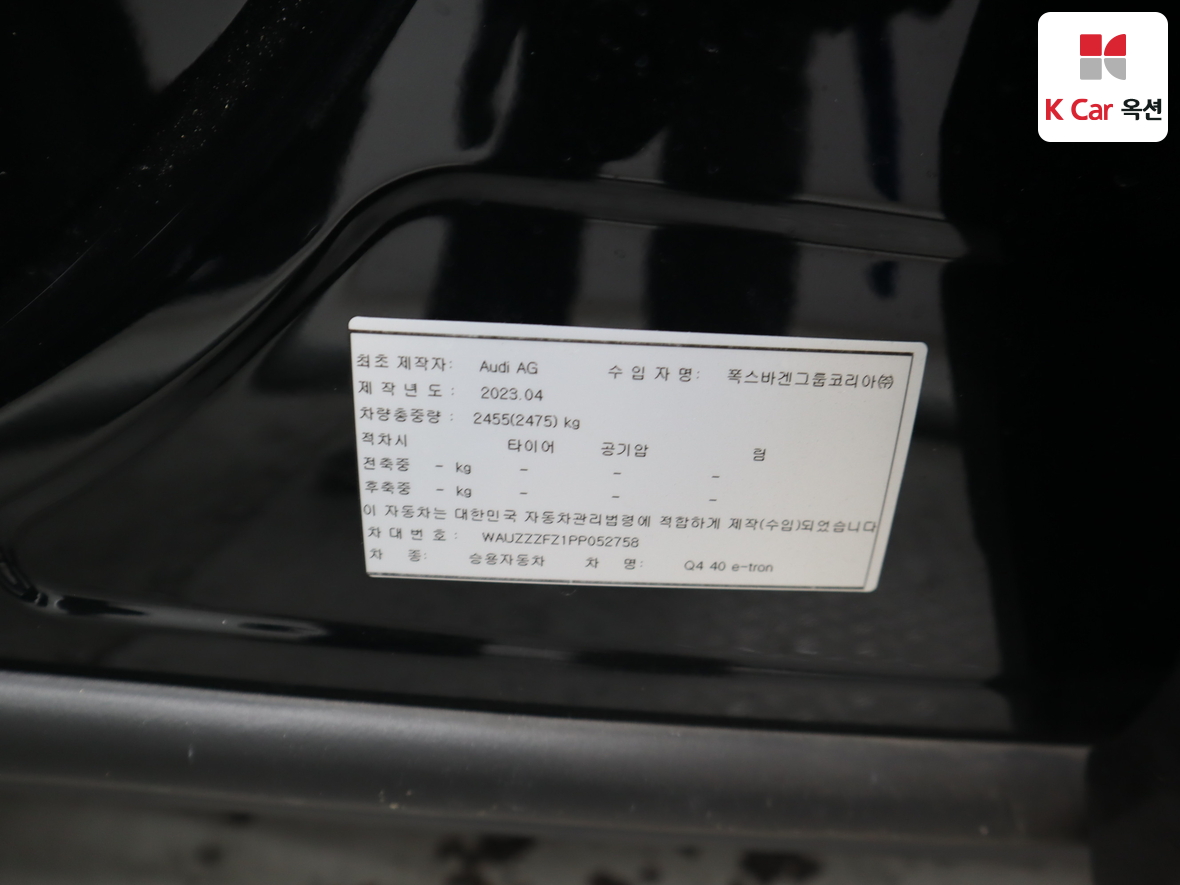 K Car 옥션
최초 제작자: Audi AG 수 입 자 명: 폭스바겐그룹코리아㈜
제 작 년 도 : 2023.04
차량총중량 : 2455(2475) kg
적차시 타이어 공기압 림
전축중 - kg - - -
후축중 - kg - - -
이 자동차는 대한민국 자동차관리법령에 적합하게 제작(수입)되었습니다
차 대 번 호 : WAUZZZFZ1PP052758
차 종: 승용자동차 차 명: Q4 40 e-tron